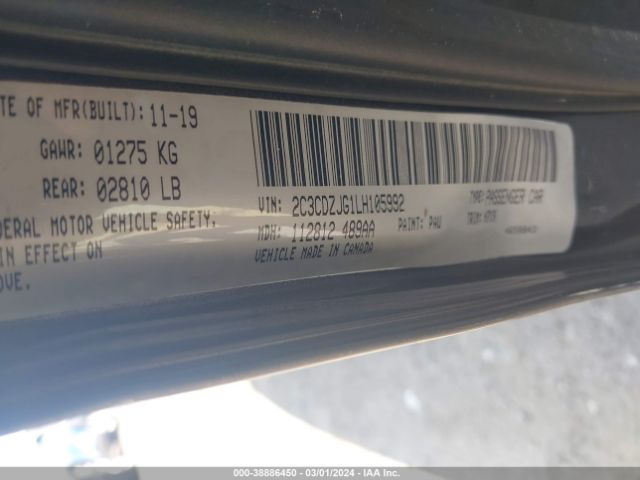 TE OF MFR(BUILT): 11-19
GAWR: 01275 KG
REAR: 02810 LB
DERAL MOTOR VEHICLE SAFETY,
IN EFFECT ON
OVE.
VIN: 2C3CDZJG1LH105992
TYPE: PASSENGER CAR
MDH: 112812 489AA
PAINT: PAU
TRIM:
VEHICLE MADE IN CANADA
000-38886450 - 03/01/2024 - IAA Inc.